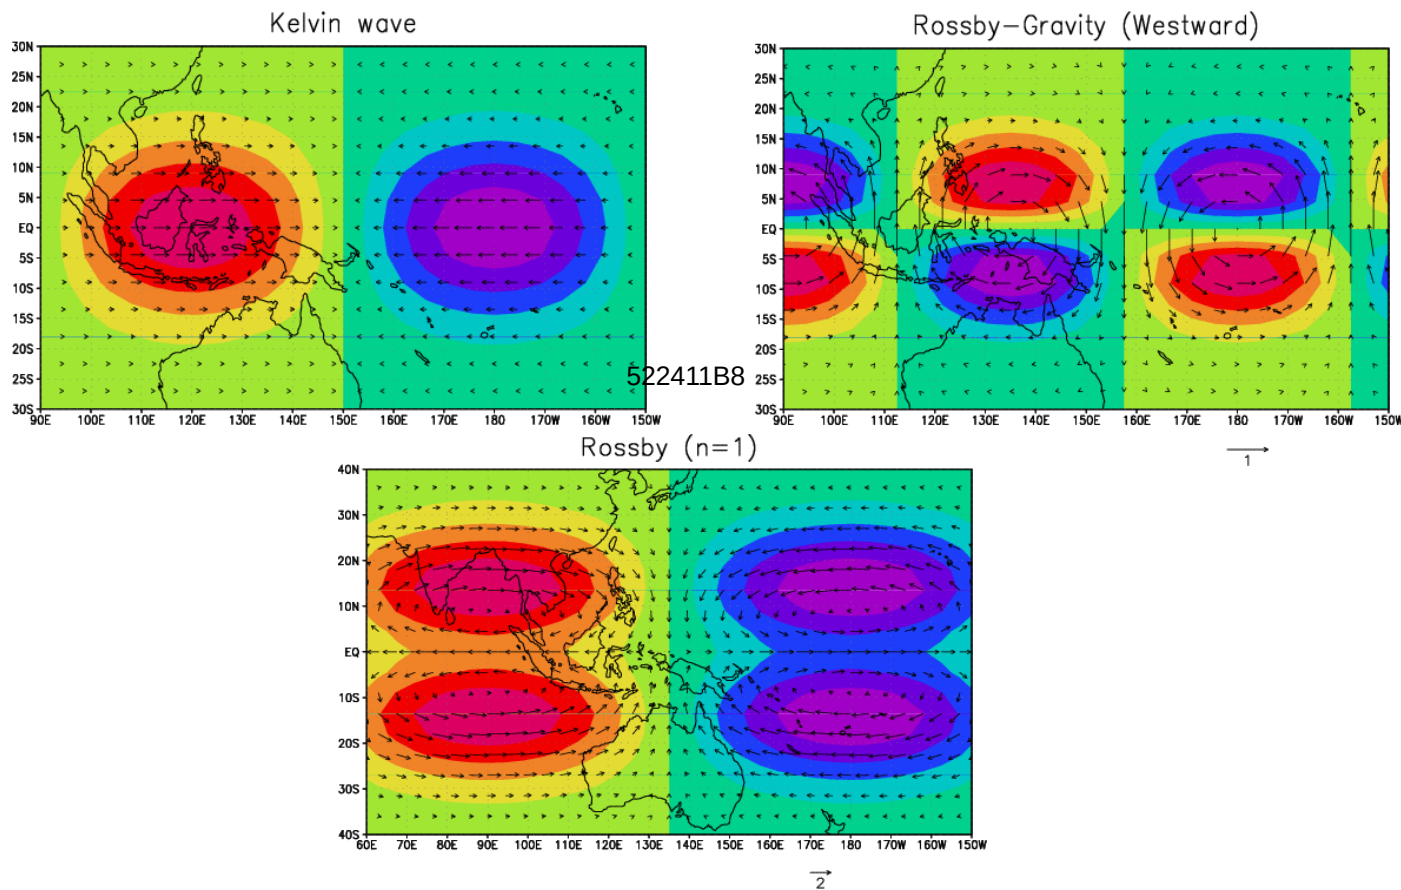 Kelvin wave
30N
25N
20N
15N
10N
5N
EQ
5S
10S
15S
20S
25S
30S
90E 100E 110E 120E 130E 140E 150E 160E 170E 180 170W 160W 150W
Rossby-Gravity (Westward)
30N
25N
20N
15N
10N
5N
EQ
5S
10S
15S
20S
25S
30S
90E 100E 110E 120E 130E 140E 150E 160E 170E 180 170W 160W 150W
1
522411B8
Rossby (n=1)
40N
30N
20N
10N
EQ
10S
20S
30S
40S
60E 70E 80E 90E 100E 110E 120E 130E 140E 150E 160E 170E 180 170W 160W 150W
2